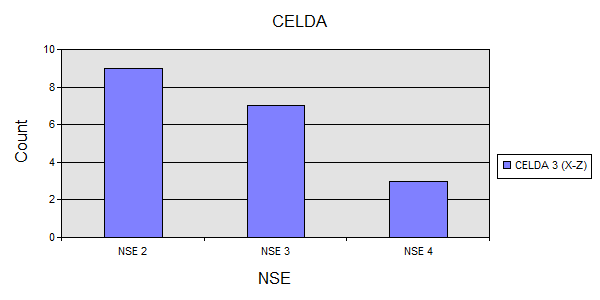 CELDA
10
8
6
4
2
0
Count
NSE 2
NSE 3
NSE 4
NSE
CELDA 3 (X-Z)